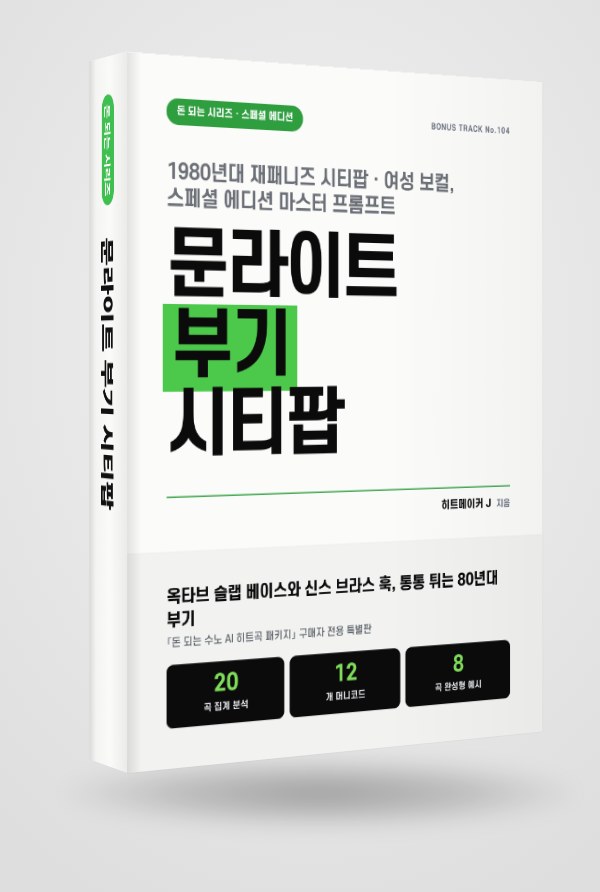 돈 되는 시리즈
문라이트 부기 시티팝
돈 되는 시리즈 · 스페셜 에디션
BONUS TRACK No.104
1980년대 재패니즈 시티팝 · 여성 보컬,
스페셜 에디션 마스터 프롬프트
문라이트
부기
시티팝
히트메이커 J 지음
옥타브 슬랩 베이스와 신스 브라스 훅, 통통 튀는 80년대
부기
『돈 되는 수노 AI 히트곡 패키지』 구매자 전용 특별판
20
곡 집계 분석
12
개 머니코드
8
곡 완성형 예시